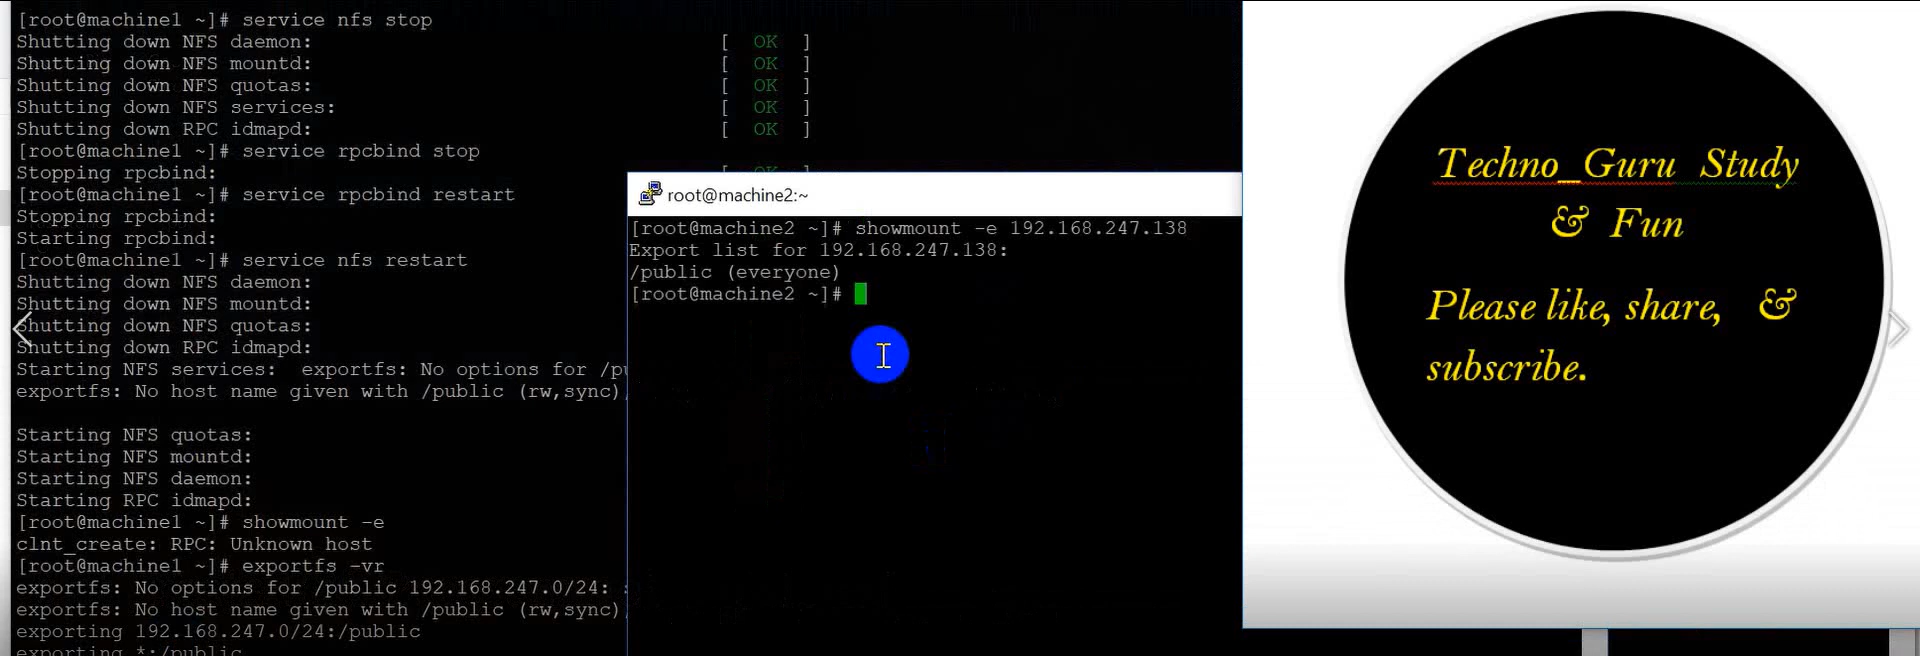 [root@machine1 ~]# service nfs stop
Shutting down NFS daemon: [ OK ]
Shutting down NFS mountd: [ OK ]
Shutting down NFS quotas: [ OK ]
Shutting down NFS services: [ OK ]
Shutting down RPC idmapd: [ OK ]
[root@machine1 ~]# service rpcbind stop
Stopping rpcbind: [ OK ]
[root@machine1 ~]# service rpcbind restart
Stopping rpcbind:
Starting rpcbind:
[root@machine1 ~]# service nfs restart
Shutting down NFS daemon:
Shutting down NFS mountd:
Shutting down NFS quotas:
Shutting down RPC idmapd:
Starting NFS services: exportfs: No options for
exportfs: No host name given with /public (rw,sync),
Starting NFS quotas:
Starting NFS mountd:
Starting NFS daemon:
Starting RPC idmapd:
[root@machine1 ~]# showmount -e
clnt_create: RPC: Unknown host
[root@machine1 ~]# exportfs -vr
exportfs: No options for /public 192.168.247.0/24:
exportfs: No host name given with /public (rw,sync),
exporting 192.168.247.0/24:/public
exporting *:/public
root@machine2:~
[root@machine2 ~]# showmount -e 192.168.247.138
Export list for 192.168.247.138:
/public (everyone)
[root@machine2 ~]#
Techno_Guru Study
& Fun
Please like, share, &
subscribe.